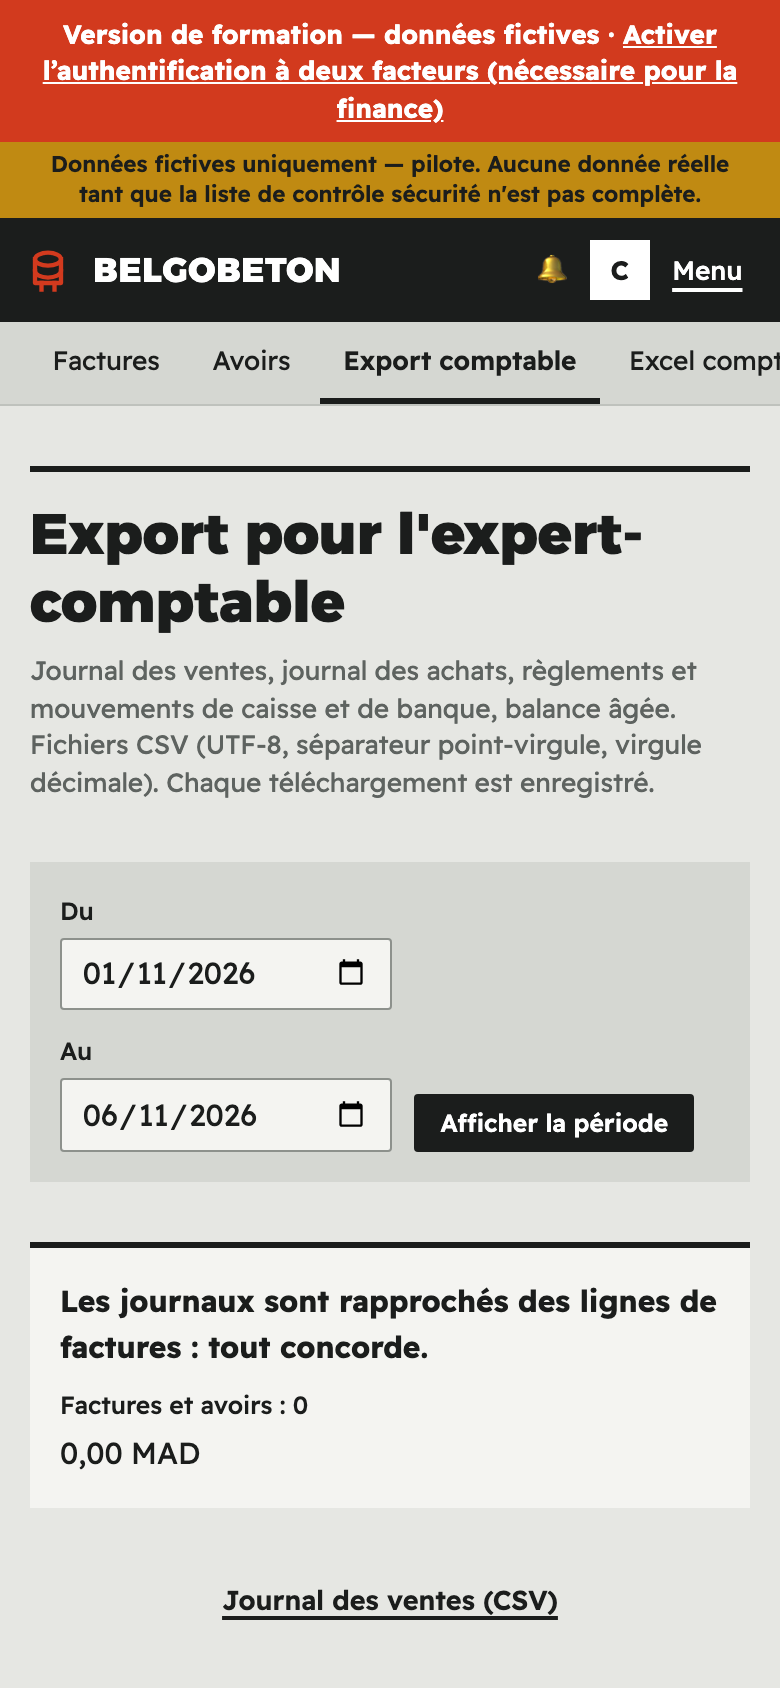 Version de formation — données fictives · Activer
l’authentification à deux facteurs (nécessaire pour la
finance)
Données fictives uniquement — pilote. Aucune donnée réelle
tant que la liste de contrôle sécurité n'est pas complète.
BELGOBETON
C
Menu
Factures
Avoirs
Export comptable
Excel compt
Export pour l'expert-
comptable
Journal des ventes, journal des achats, règlements et
mouvements de caisse et de banque, balance âgée.
Fichiers CSV (UTF-8, séparateur point-virgule, virgule
décimale). Chaque téléchargement est enregistré.
Du
01/11/2026
Au
06/11/2026
Afficher la période
Les journaux sont rapprochés des lignes de
factures : tout concorde.
Factures et avoirs : 0
0,00 MAD
Journal des ventes (CSV)